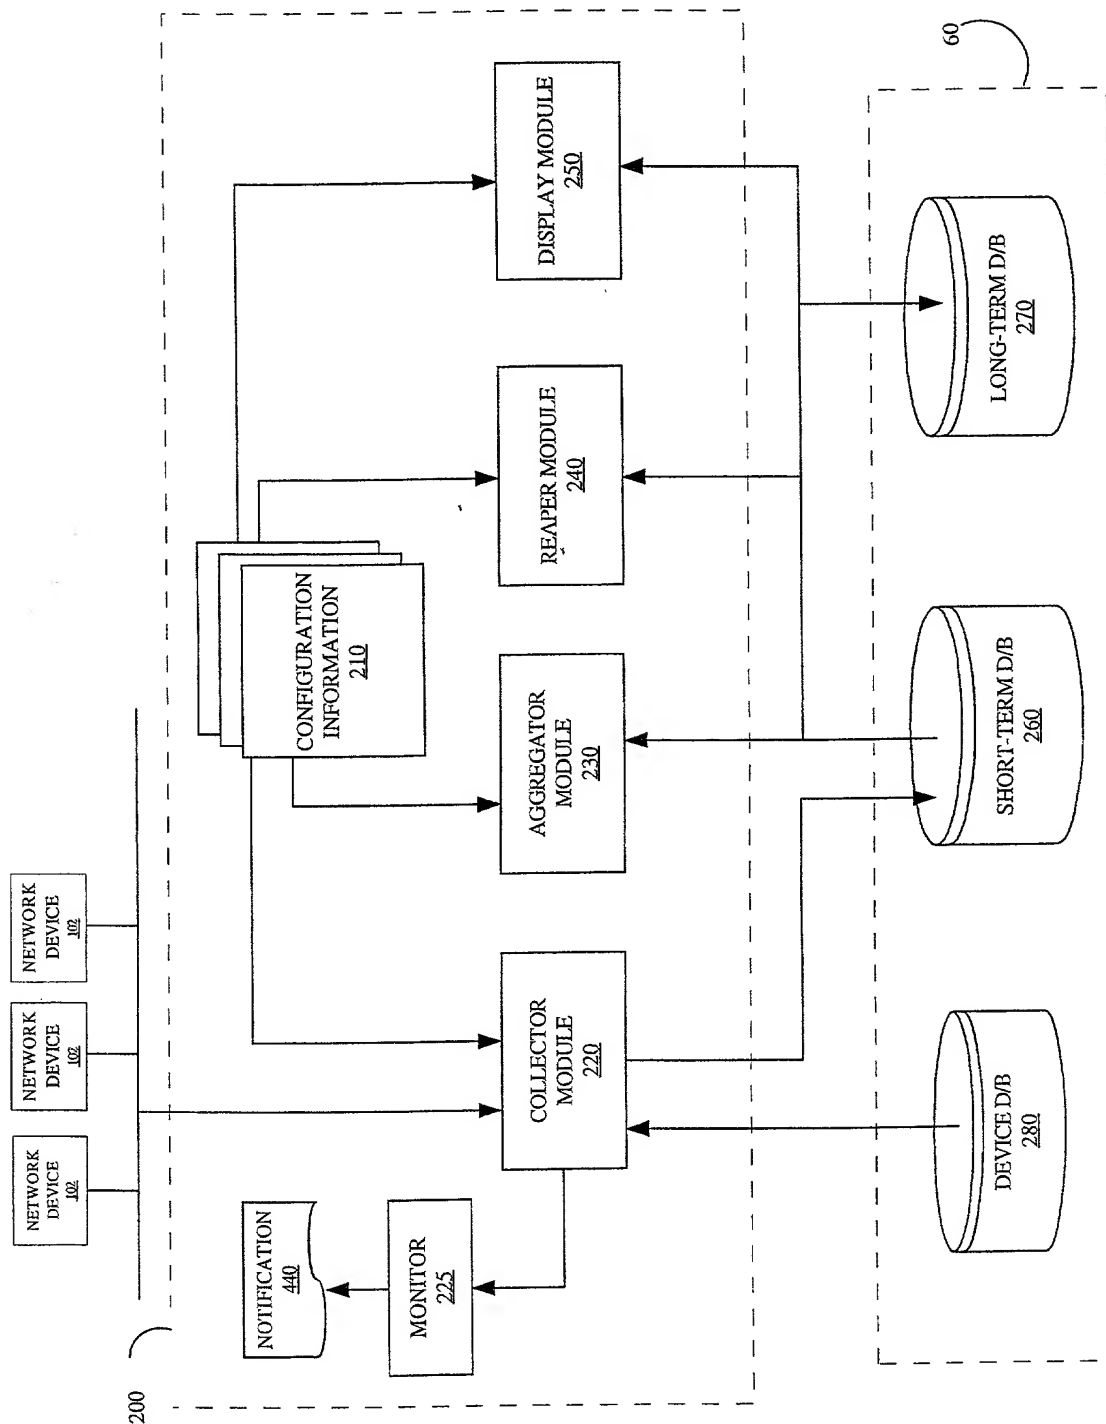 200
NETWORK
DEVICE
102
NETWORK
DEVICE
102
NETWORK
DEVICE
102
NOTIFICATION
440
CONFIGURATION
INFORMATION
210
MONITOR
225
COLLECTOR
MODULE
220
AGGREGATOR
MODULE
230
REAPER MODULE
240
DISPLAY MODULE
250
60
DEVICE D/B
280
SHORT-TERM D/B
260
LONG-TERM D/B
270